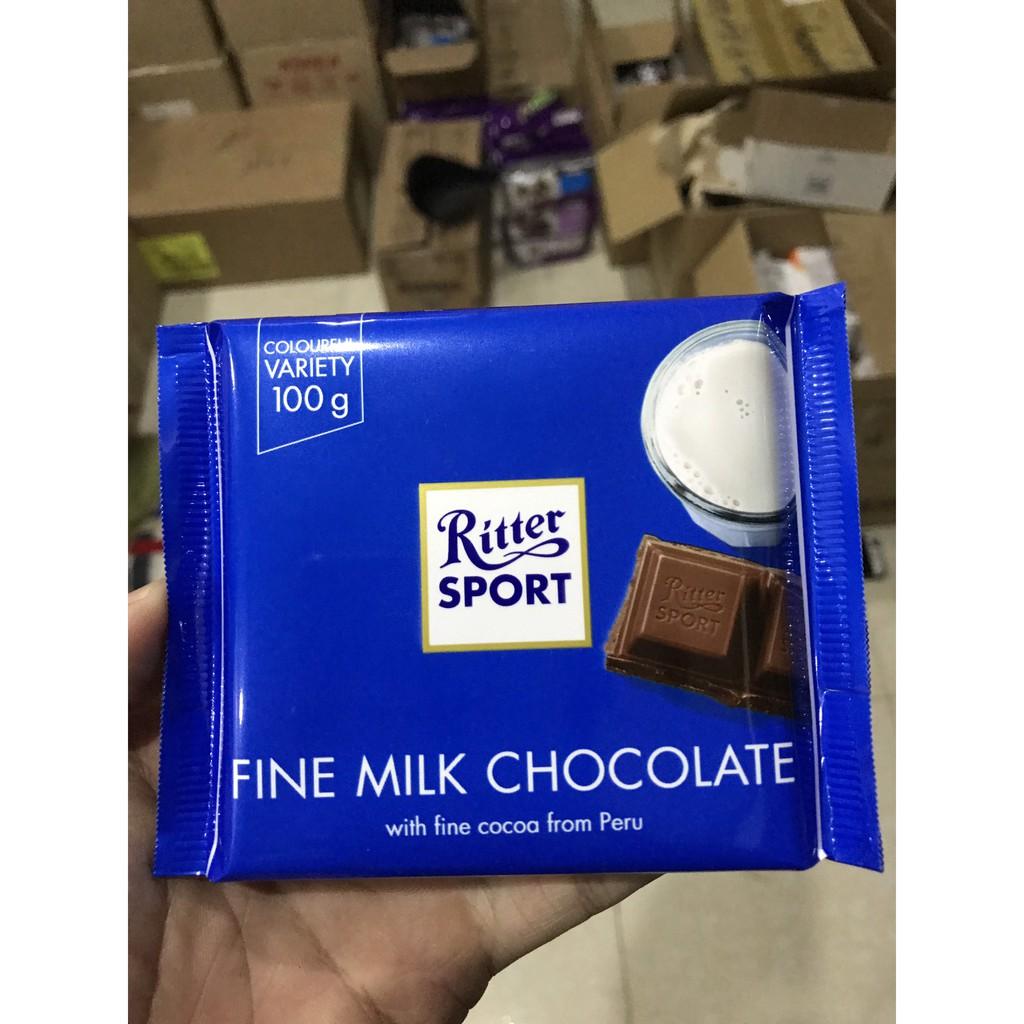 COLOURFUL
VARIETY
100 g
Ritter
SPORT
Ritter
SPORT
FINE MILK CHOCOLATE
with fine cocoa from Peru